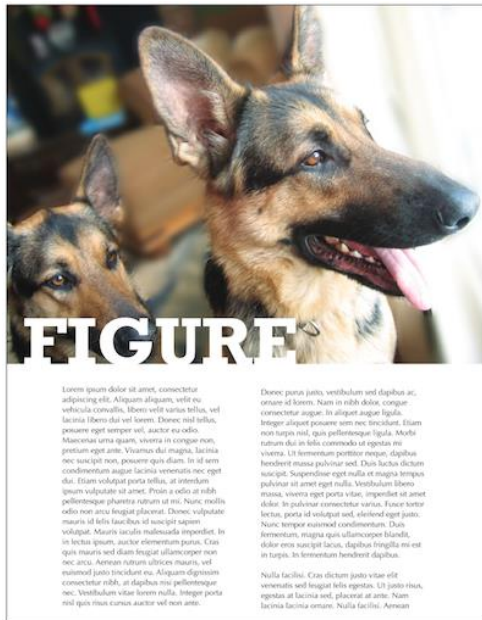 FIGURE
Lorem ipsum dolor sit amet, consectetur
adipiscing elit. Aliquam aliquam, velit eu
vehicula convallis, libero velit varius tellus, vel
lacinia libero dui vel lorem. Donec nisl tellus,
posuere eget semper vel, auctor eu odio.
Maecenas urna quam, viverra in congue non,
pretium eget ante. Vivamus dui magna, lacinia
nec suscipit non, posuere quis diam. In id sem
condimentum augue lacinia venenatis nec eget
dui. Etiam volutpat porta tellus, at interdum
ipsum vulputate sit amet. Proin a odio at nibh
pellentesque pharetra rutrum ut mi. Nunc mollis
odio non arcu feugiat placerat. Donec vulputate
mauris id felis faucibus id suscipit sapien
volutpat. Mauris iaculis malesuada imperdiet. In
in lectus ipsum, auctor elementum purus. Cras
quis mauris sed diam feugiat ullamcorper non
nec arcu. Aenean rutrum ultrices mauris, vel
euismod justo tincidunt eu. Aliquam dignissim
consectetur nibh, at dapibus nisi pellentesque
nec. Vestibulum vitae lorem nulla. Integer porta
nisl quis risus cursus auctor vel non ante.
Donec purus justo, vestibulum sed dapibus ac,
ornare id lorem. Nam in nibh dolor, congue
consectetur augue. In aliquet augue ligula.
Integer aliquet posuere sem nec tincidunt. Etiam
non turpis nisl, quis pellentesque ligula. Morbi
rutrum dui in felis commodo ut egestas mi
viverra. Ut fermentum porttitor neque, dapibus
hendrerit massa pulvinar sed. Duis luctus dictum
suscipit. Suspendisse eget nulla et magna tempus
pulvinar sit amet eget nulla. Vestibulum libero
massa, viverra eget porta vitae, imperdiet sit amet
dolor. In pulvinar consectetur varius. Fusce tortor
lectus, porta id volutpat sed, eleifend eget justo.
Nunc tempor euismod condimentum. Duis
fermentum, magna quis ullamcorper blandit,
dolor eros suscipit lacus, dapibus fringilla mi est
in turpis. In fermentum hendrerit dapibus.
Nulla facilisi. Cras dictum justo vitae elit
venenatis sed feugiat felis egestas. Ut justo risus,
egestas at lacinia sed, placerat at ante. Nam
lacinia lacinia ornare. Nulla facilisi. Aenean